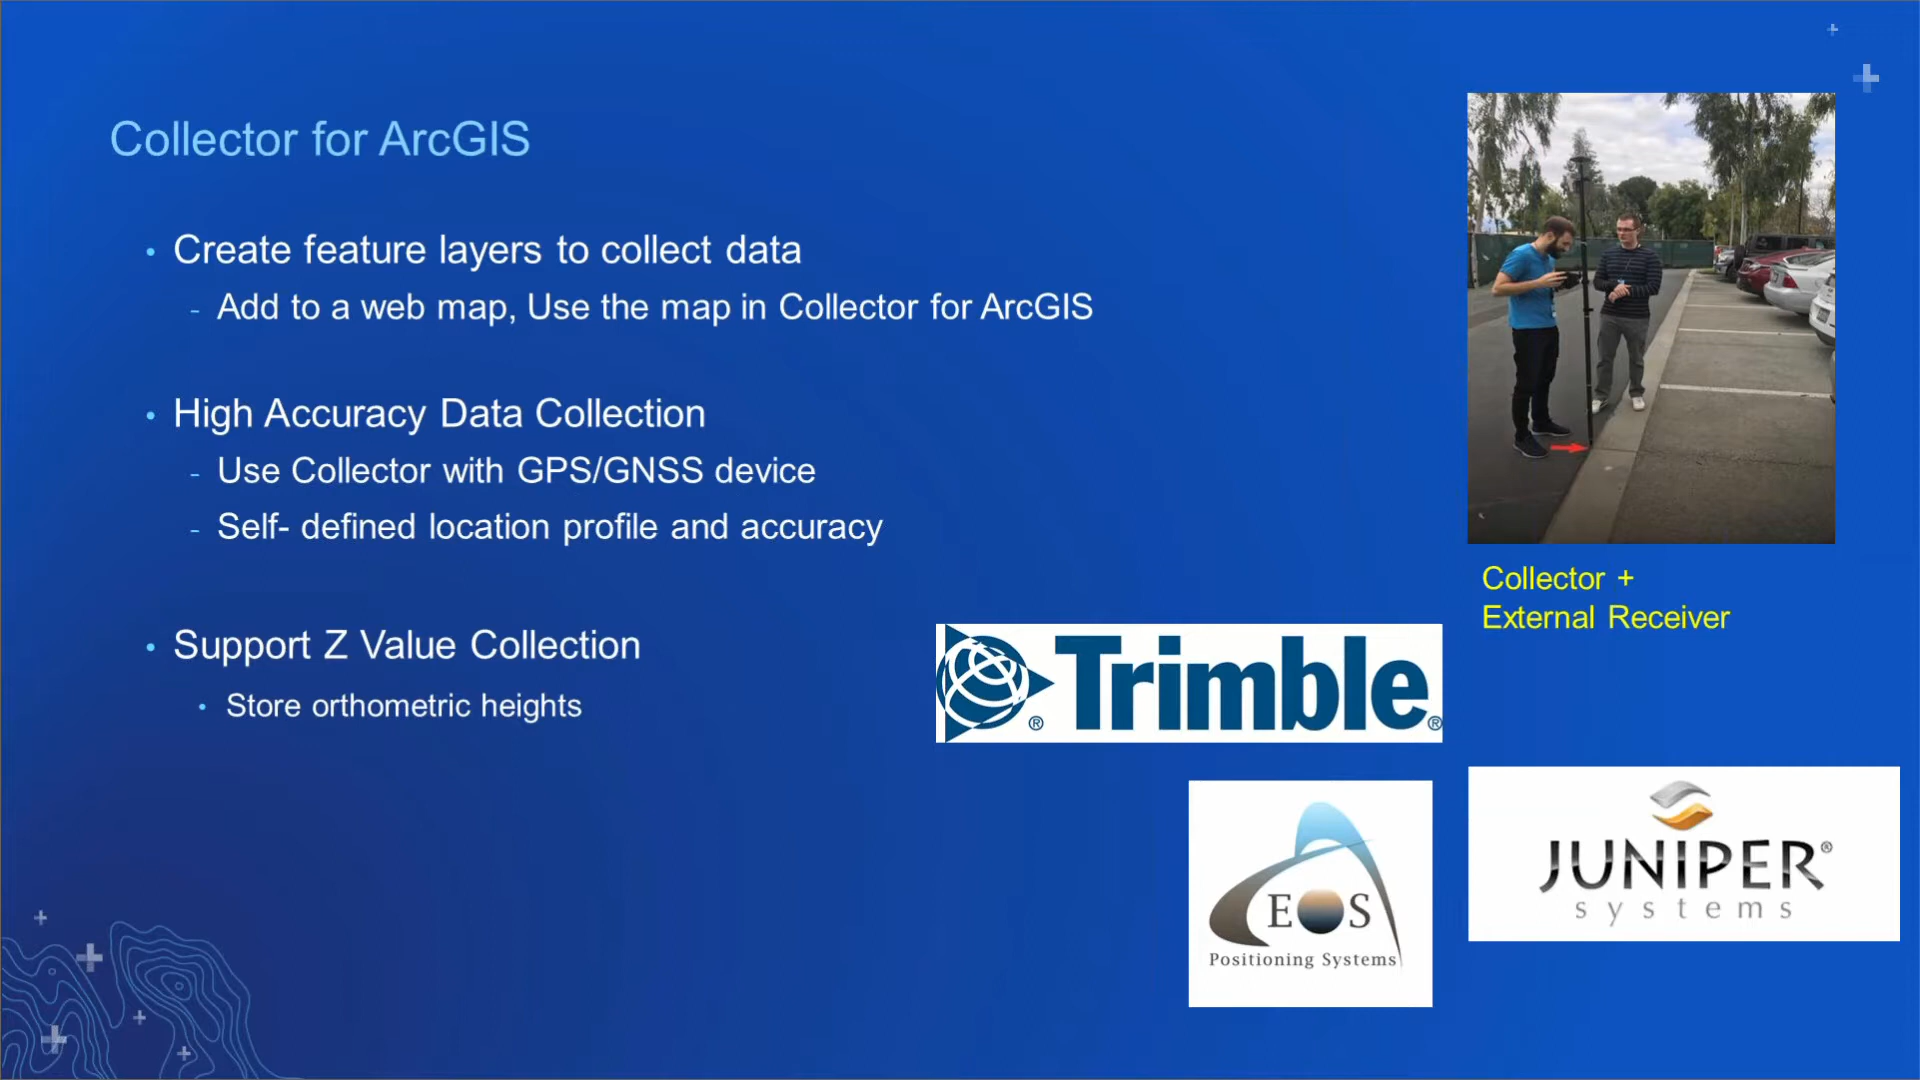 Collector for ArcGIS
• Create feature layers to collect data
- Add to a web map, Use the map in Collector for ArcGIS
• High Accuracy Data Collection
- Use Collector with GPS/GNSS device
- Self- defined location profile and accuracy
• Support Z Value Collection
• Store orthometric heights
Collector +
External Receiver
® Trimble®
EOS
Positioning Systems
JUNIPER®
systems